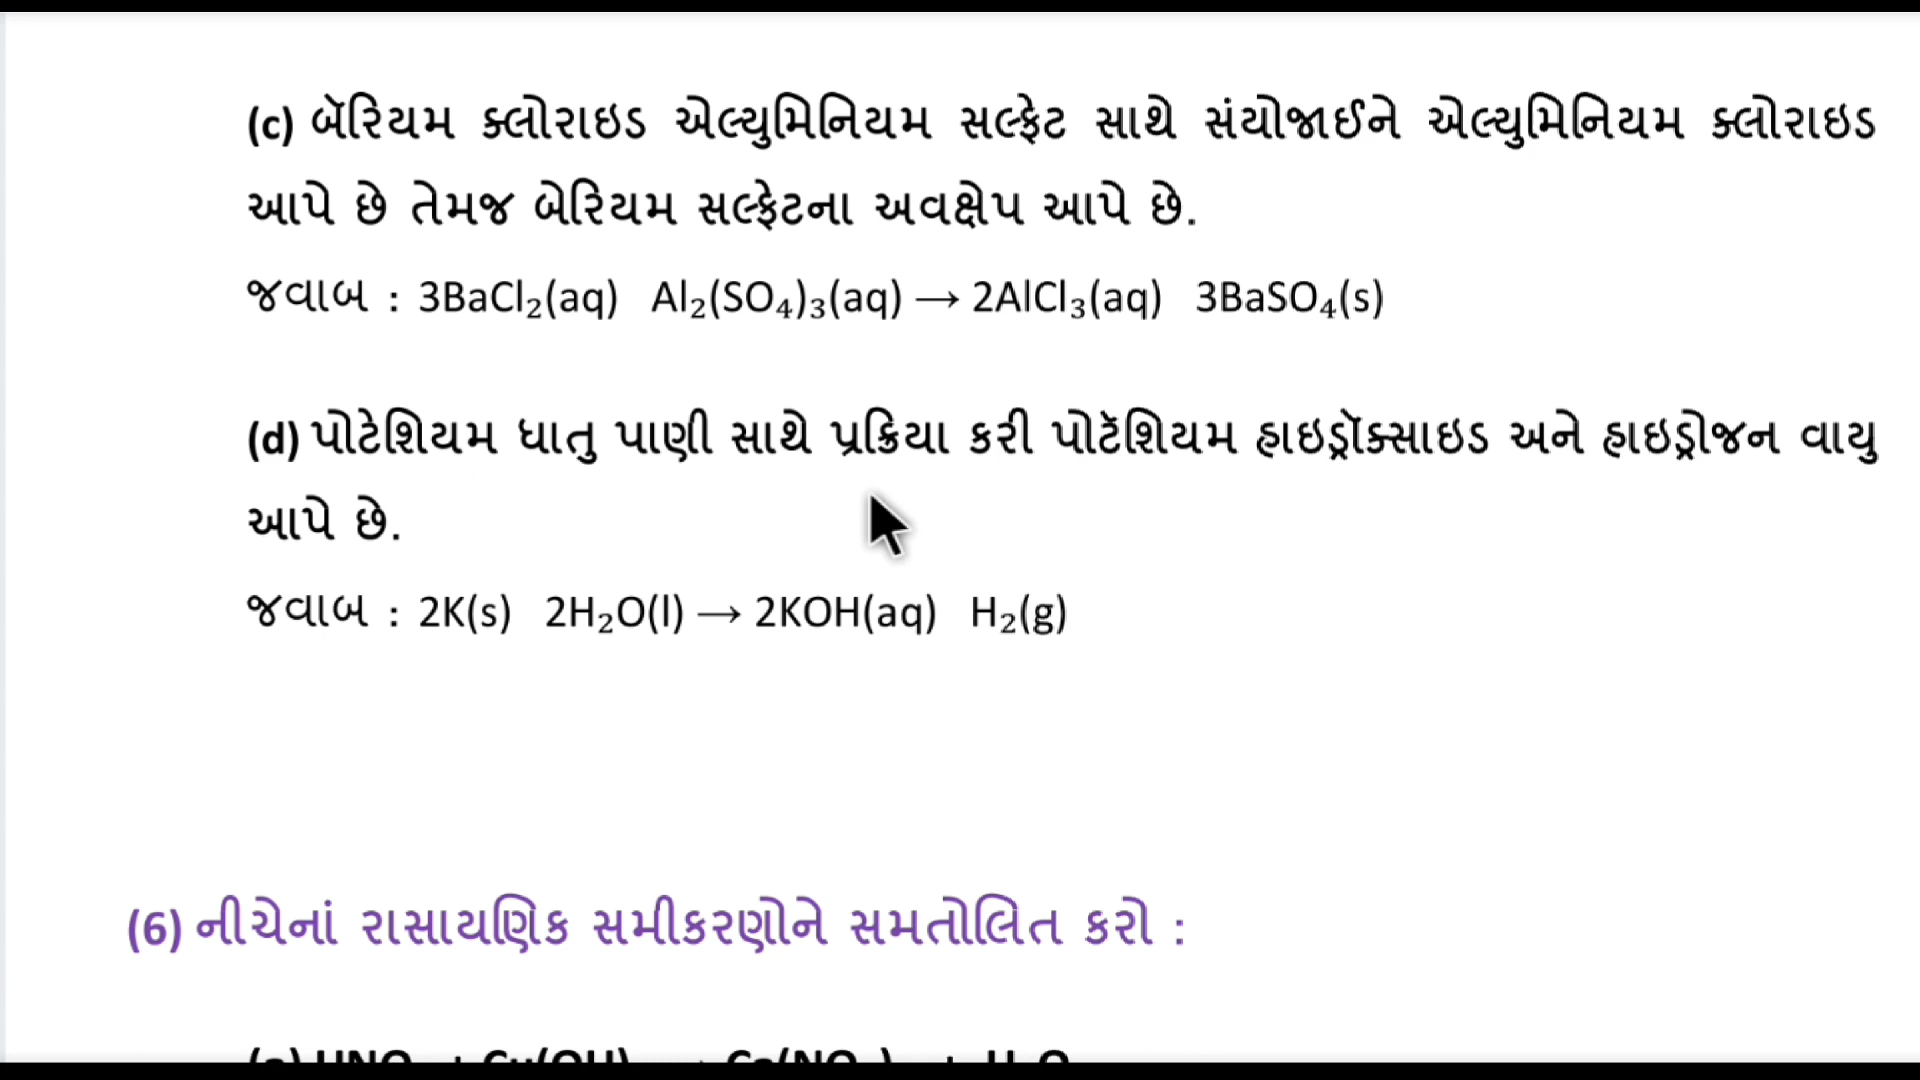 (c) બૅરિયમ ક્લોરાઇડ એલ્યુમિનિયમ સલ્ફેટ સાથે સંયોજાઈને એલ્યુમિનિયમ ક્લોરાઇડ
આપે છે તેમજ બેરિયમ સલ્ફેટના અવક્ષેપ આપે છે.
જવાબ : 3BaCl₂(aq) Al₂(SO₄)₃(aq) → 2AlCl₃(aq) 3BaSO₄(s)
(d) પોટેશિયમ ધાતુ પાણી સાથે પ્રક્રિયા કરી પોટૅશિયમ હાઇડ્રૉક્સાઇડ અને હાઇડ્રોજન વાયુ
આપે છે.
જવાબ : 2K(s) 2H₂O(l) → 2KOH(aq) H₂(g)
(6) નીચેનાં રાસાયણિક સમીકરણોને સમતોલિત કરો :